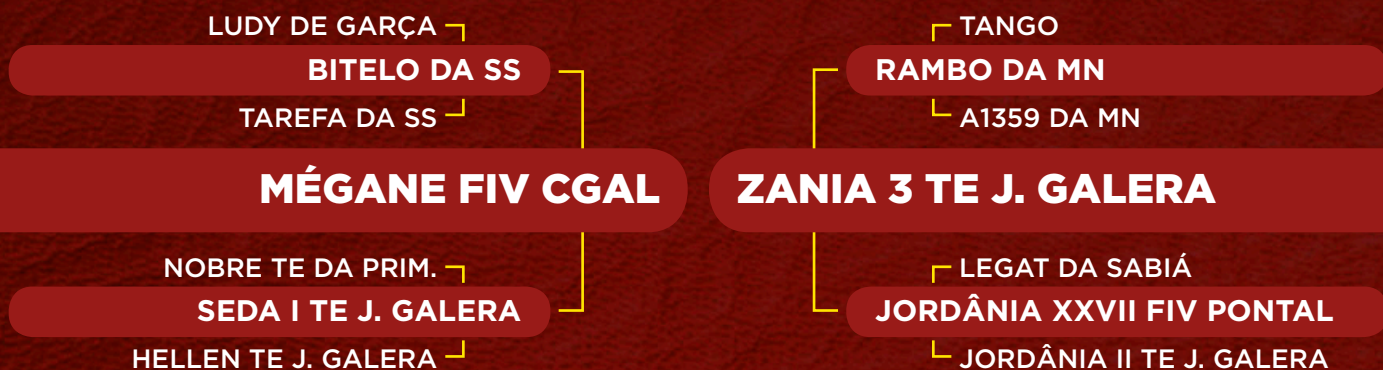 LUDY DE GARÇA
BITELO DA SS
TAREFA DA SS
MÉGANE FIV CGAL
NOBRE TE DA PRIM.
SEDA I TE J. GALERA
HELLEN TE J. GALERA
TANGO
RAMBO DA MN
A1359 DA MN
ZANIA 3 TE J. GALERA
LEGAT DA SABIÁ
JORDÂNIA XXVII FIV PONTAL
JORDÂNIA II TE J. GALERA